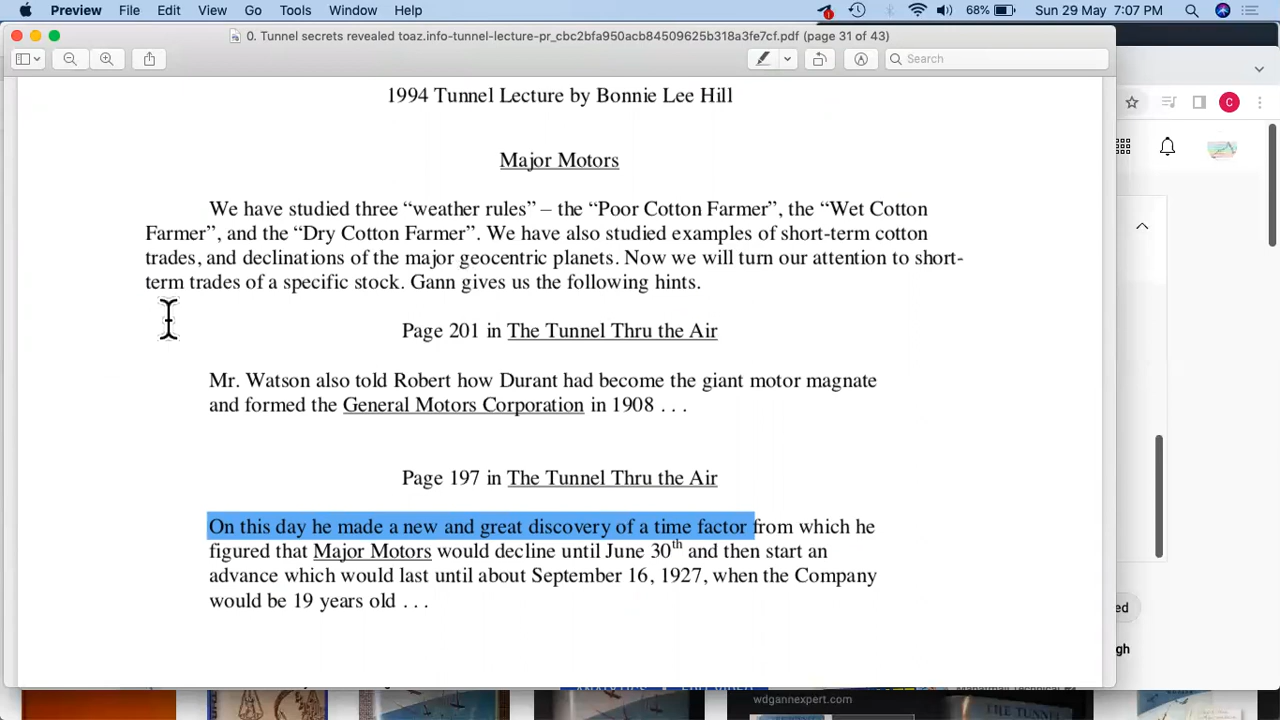 Preview File Edit View Go Tools Window Help 68% Sun 29 May 7:07 PM
0. Tunnel secrets revealed toaz.info-tunnel-lecture-pr_cbc2bfa950acb84509625b318a3fe7cf.pdf (page 31 of 43)
Search
C
1994 Tunnel Lecture by Bonnie Lee Hill
Major Motors
We have studied three “weather rules” – the “Poor Cotton Farmer”, the “Wet Cotton
Farmer”, and the “Dry Cotton Farmer”. We have also studied examples of short-term cotton
trades, and declinations of the major geocentric planets. Now we will turn our attention to short-
term trades of a specific stock. Gann gives us the following hints.
Page 201 in The Tunnel Thru the Air
Mr. Watson also told Robert how Durant had become the giant motor magnate
and formed the General Motors Corporation in 1908 . . .
Page 197 in The Tunnel Thru the Air
On this day he made a new and great discovery of a time factor from which he
figured that Major Motors would decline until June 30th and then start an
advance which would last until about September 16, 1927, when the Company
would be 19 years old . . .
ed
gh
wdgannexpert.com
THE TUNNEL